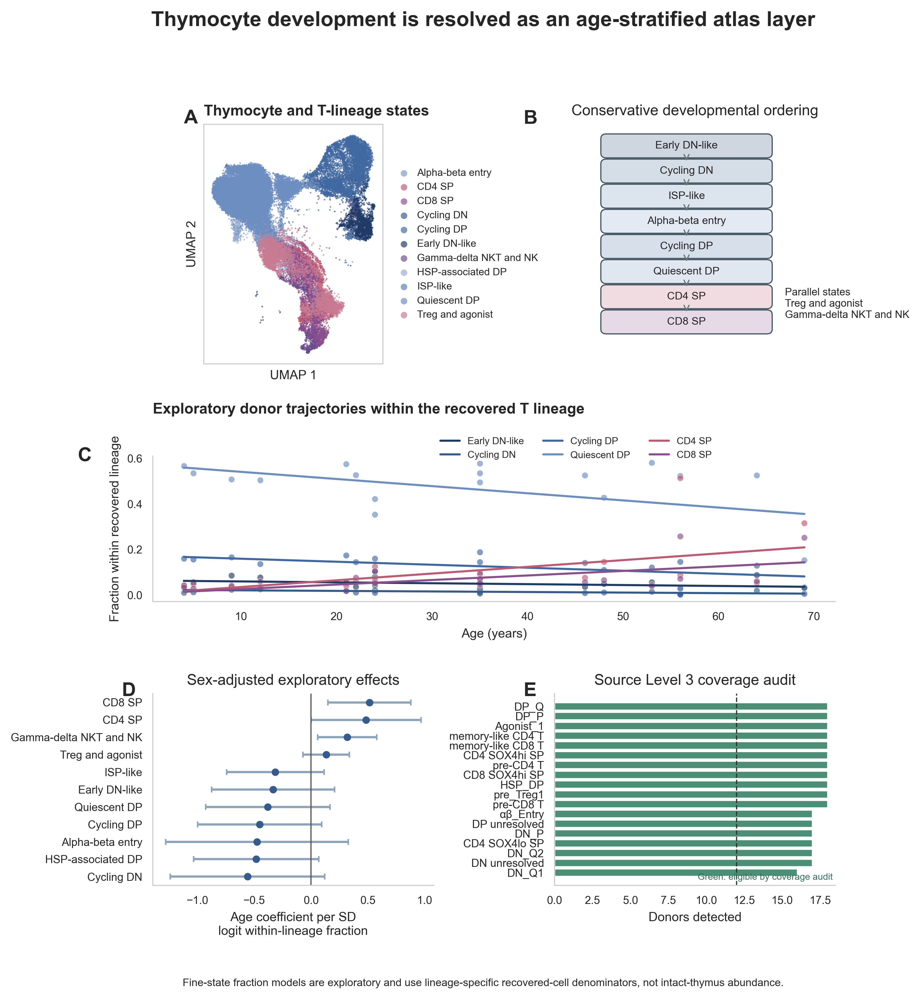 Thymocyte development is resolved as an age-stratified atlas layer
A
Thymocyte and T-lineage states
UMAP 2
UMAP 1
Alpha-beta entry
CD4 SP
CD8 SP
Cycling DN
Cycling DP
Early DN-like
Gamma-delta NKT and NK
HSP-associated DP
ISP-like
Quiescent DP
Treg and agonist
B
Conservative developmental ordering
Early DN-like
Cycling DN
ISP-like
Alpha-beta entry
Cycling DP
Quiescent DP
CD4 SP
CD8 SP
Parallel states
Treg and agonist
Gamma-delta NKT and NK
Exploratory donor trajectories within the recovered T lineage
C
Early DN-like
Cycling DN
Cycling DP
Quiescent DP
CD4 SP
CD8 SP
Fraction within recovered lineage
0.6
0.4
0.2
0.0
10 20 30 40 50 60 70
Age (years)
D
Sex-adjusted exploratory effects
CD8 SP
CD4 SP
Gamma-delta NKT and NK
Treg and agonist
ISP-like
Early DN-like
Quiescent DP
Cycling DP
Alpha-beta entry
HSP-associated DP
Cycling DN
−1.0 −0.5 0.0 0.5 1.0
Age coefficient per SD
logit within-lineage fraction
E
Source Level 3 coverage audit
DP_Q
DP_P
Agonist_1
memory-like CD4 T
memory-like CD8 T
CD4 SOX4hi SP
pre-CD4 T
CD8 SOX4hi SP
HSP_DP
pre_Treg1
pre-CD8 T
αβ_Entry
DP unresolved
DN_P
CD4 SOX4lo SP
DN_Q2
DN unresolved
DN_Q1
Green: eligible by coverage audit
0.0 2.5 5.0 7.5 10.0 12.5 15.0 17.5
Donors detected
Fine-state fraction models are exploratory and use lineage-specific recovered-cell denominators, not intact-thymus abundance.